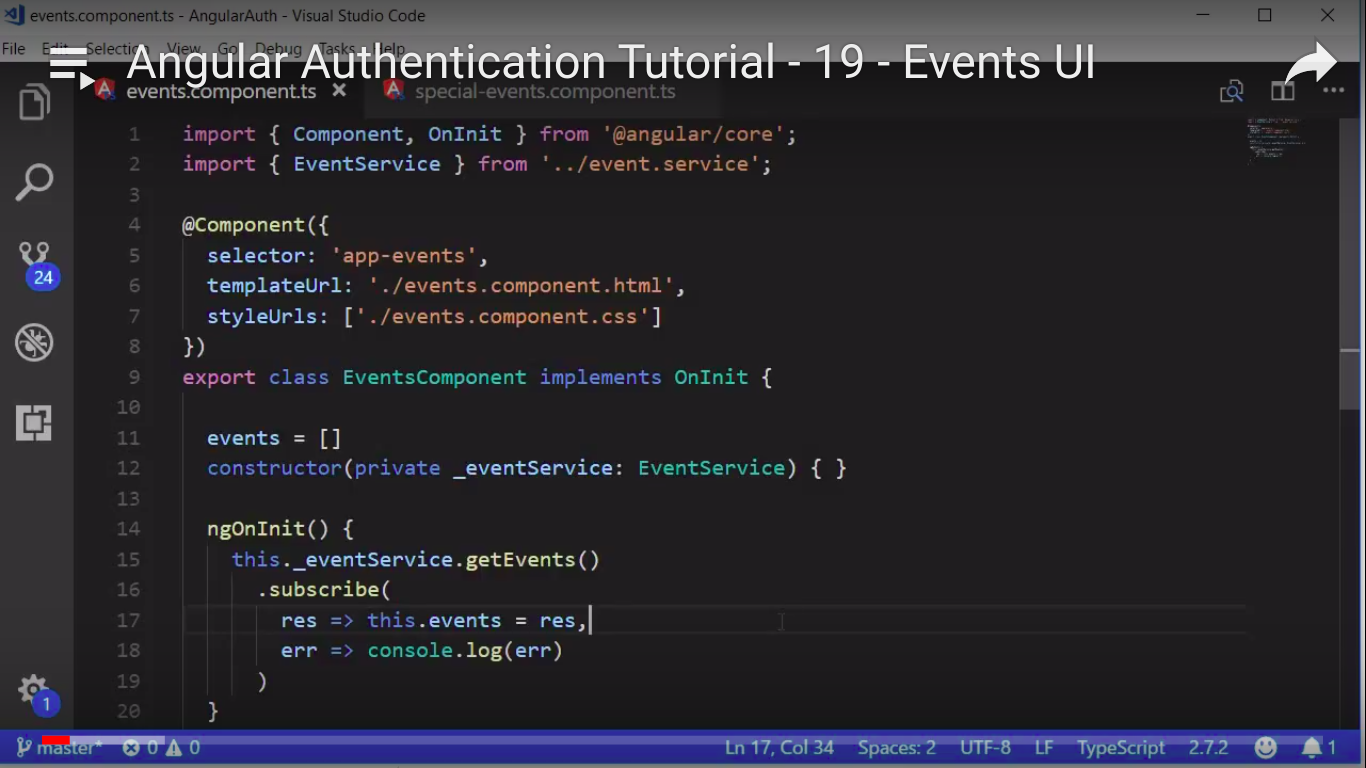 events.component.ts - AngularAuth - Visual Studio Code
File Edit Selection View Go Debug Tasks Help
Angular Authentication Tutorial - 19 - Events UI
events.component.ts × special-events.component.ts
1 import { Component, OnInit } from '@angular/core';
2 import { EventService } from '../event.service';
3
4 @Component({
5 selector: 'app-events',
6 templateUrl: './events.component.html',
7 styleUrls: ['./events.component.css']
8 })
9 export class EventsComponent implements OnInit {
10
11 events = []
12 constructor(private _eventService: EventService) { }
13
14 ngOnInit() {
15 this._eventService.getEvents()
16 .subscribe(
17 res => this.events = res,
18 err => console.log(err)
19 )
20 }
24
1
master* 0 0 Ln 17, Col 34 Spaces: 2 UTF-8 LF TypeScript 2.7.2 1